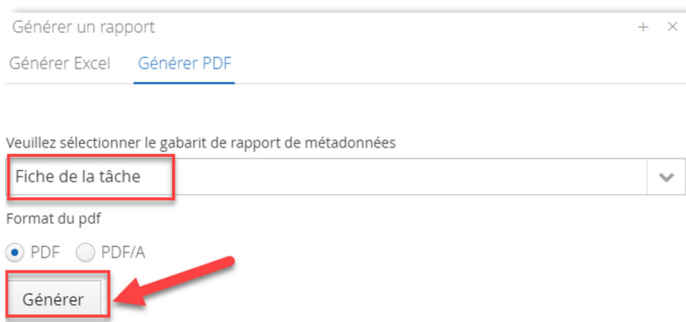 Générer un rapport
Générer Excel Générer PDF
Veuillez sélectionner le gabarit de rapport de métadonnées
Fiche de la tâche
Format du pdf
PDF PDF/A
Générer